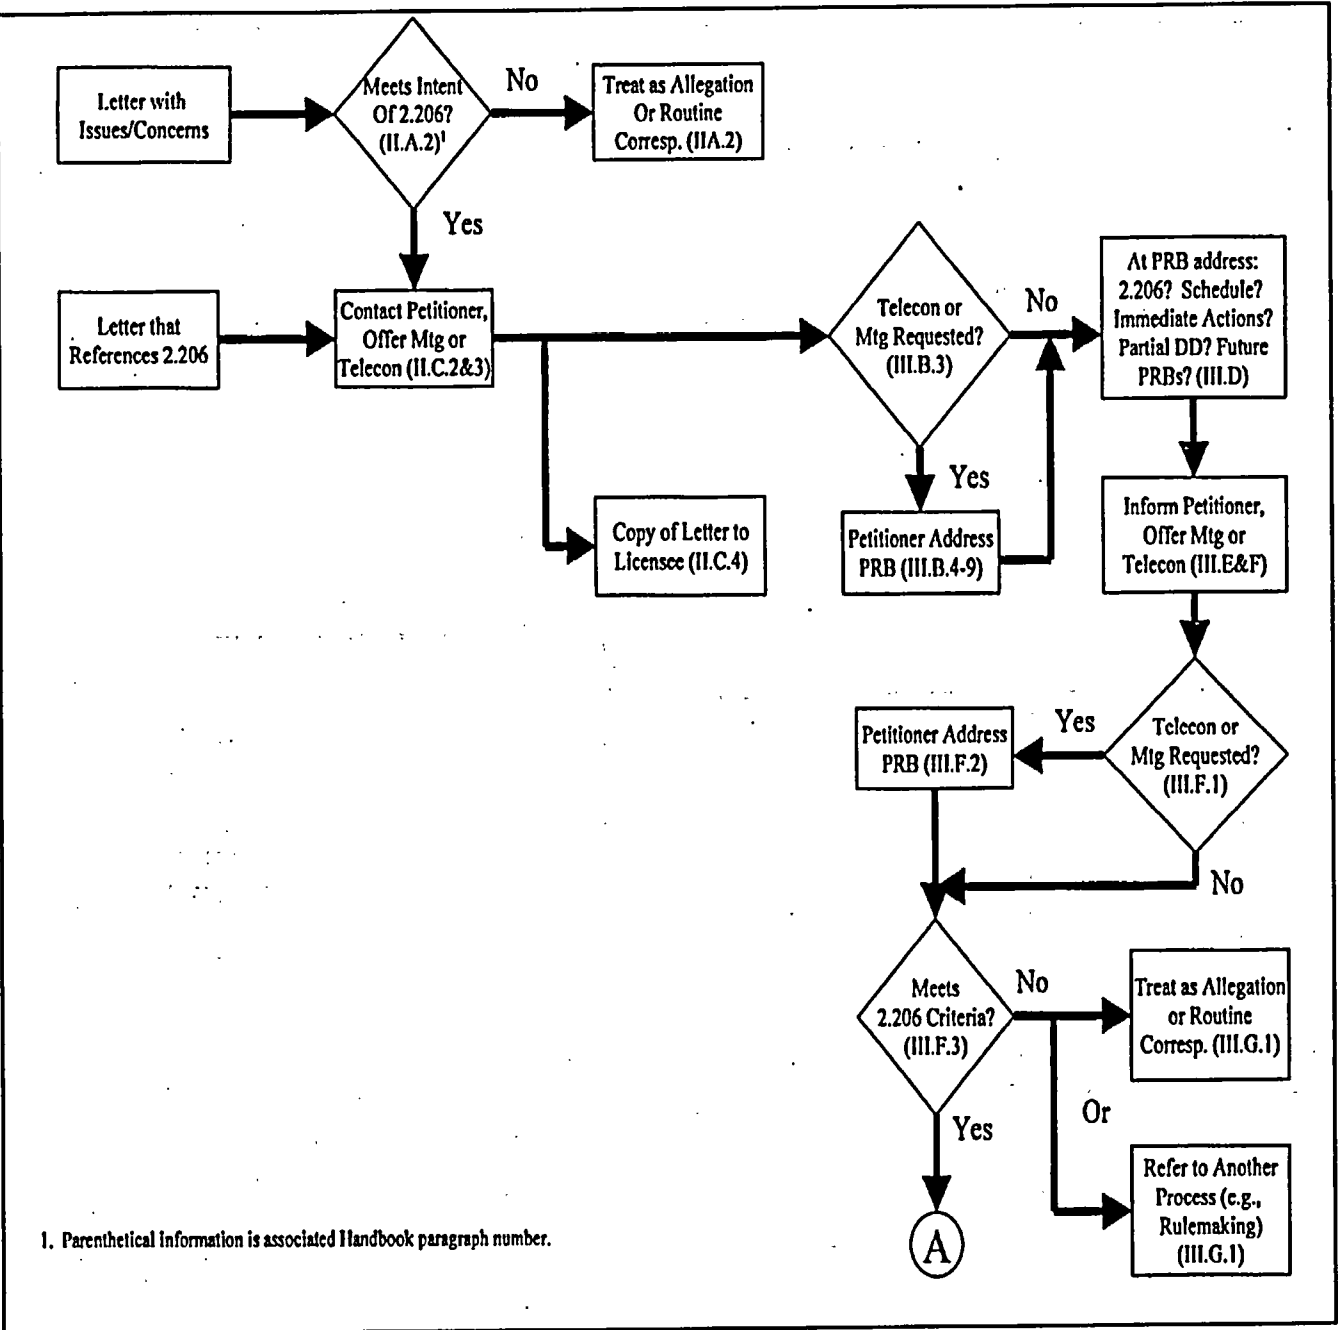 Letter with
Issues/Concerns
Meets Intent
Of 2.206?
(II.A.2)¹
No
Treat as Allegation
Or Routine
Corresp. (IIA.2)
Yes
Letter that
References 2.206
Contact Petitioner,
Offer Mtg or
Telecon (II.C.2&3)
Copy of Letter to
Licensee (II.C.4)
Telecon or
Mtg Requested?
(III.B.3)
No
Yes
Petitioner Address
PRB (III.B.4-9)
At PRB address:
2.206? Schedule?
Immediate Actions?
Partial DD? Future
PRBs? (III.D)
Inform Petitioner,
Offer Mtg or
Telecon (III.E&F)
Telecon or
Mtg Requested?
(III.F.1)
Yes
Petitioner Address
PRB (III.F.2)
No
Meets
2.206 Criteria?
(III.F.3)
No
Treat as Allegation
or Routine
Corresp. (III.G.1)
Or
Refer to Another
Process (e.g.,
Rulemaking)
(III.G.1)
Yes
A
1. Parenthetical Information is associated Handbook paragraph number.